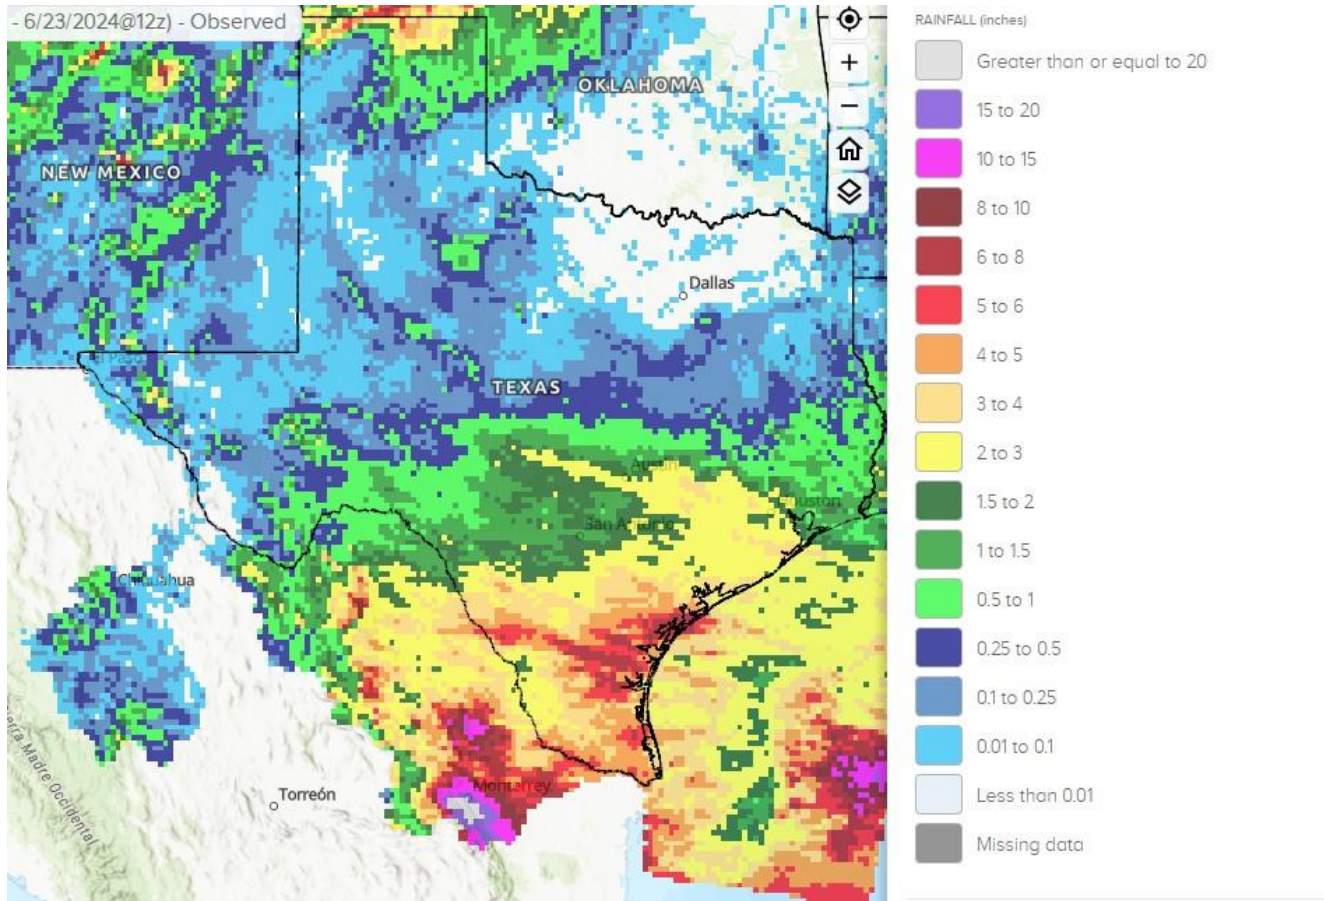 - 6/23/2024@12z) - Observed
OKLAHOMA
NEW MEXICO
Dallas
El Paso
TEXAS
Austin
Houston
San Antonio
Chihuahua
Monterrey
Torreón
Sierra Madre Occidental
RAINFALL (inches)
Greater than or equal to 20
15 to 20
10 to 15
8 to 10
6 to 8
5 to 6
4 to 5
3 to 4
2 to 3
1.5 to 2
1 to 1.5
0.5 to 1
0.25 to 0.5
0.1 to 0.25
0.01 to 0.1
Less than 0.01
Missing data